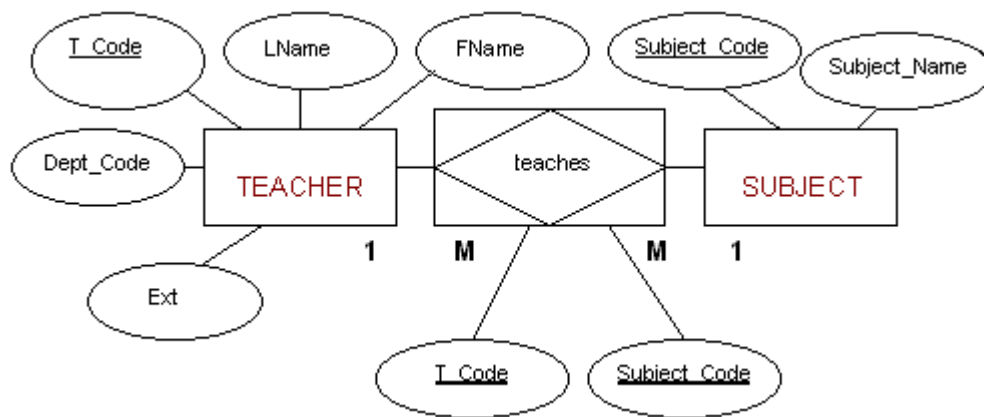 T_Code
LName
FName
Subject_Code
Subject_Name
Dept_Code
TEACHER
teaches
SUBJECT
1
M
M
1
Ext
T_Code
Subject_Code